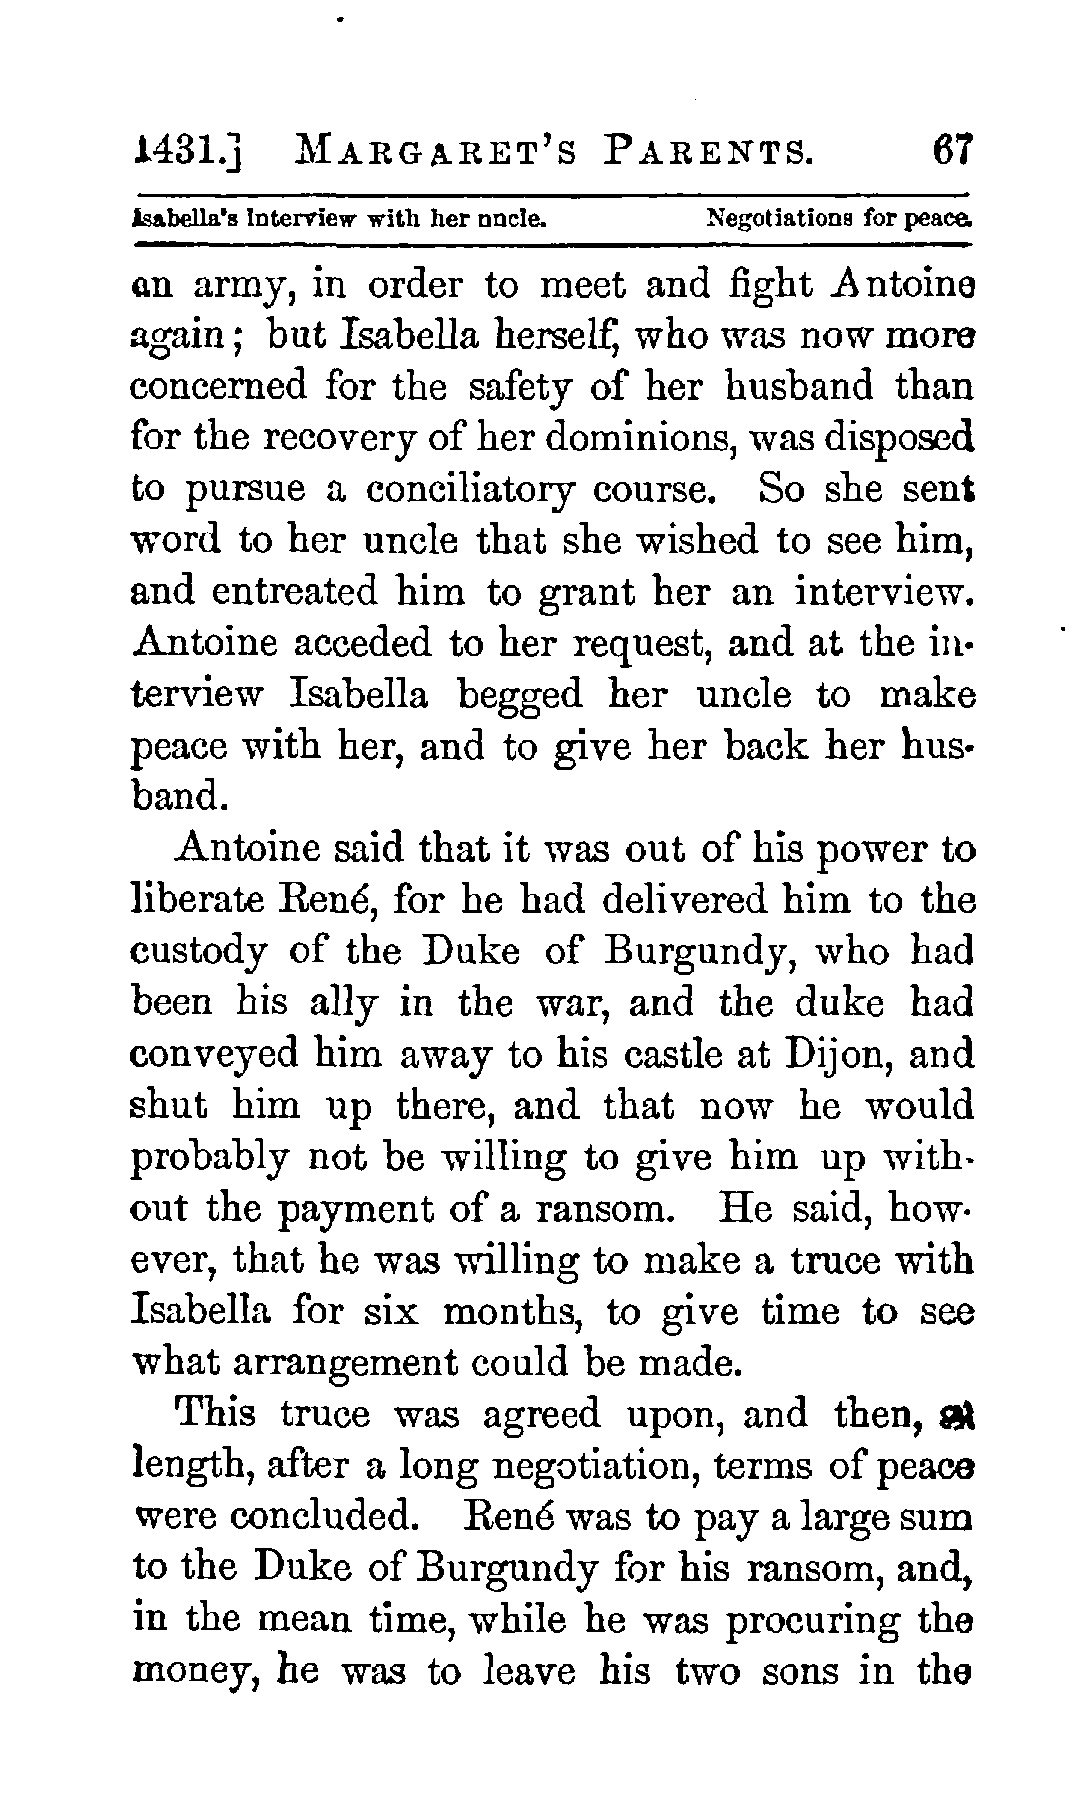 1431.] MARGARET'S PARENTS. 67
Isabella's Interview with her uncle. Negotiations for peace.
an army, in order to meet and fight Antoine
again; but Isabella herself, who was now more
concerned for the safety of her husband than
for the recovery of her dominions, was disposed
to pursue a conciliatory course. So she sent
word to her uncle that she wished to see him,
and entreated him to grant her an interview.
Antoine acceded to her request, and at the in-
terview Isabella begged her uncle to make
peace with her, and to give her back her hus-
band.
Antoine said that it was out of his power to
liberate René, for he had delivered him to the
custody of the Duke of Burgundy, who had
been his ally in the war, and the duke had
conveyed him away to his castle at Dijon, and
shut him up there, and that now he would
probably not be willing to give him up with-
out the payment of a ransom. He said, how-
ever, that he was willing to make a truce with
Isabella for six months, to give time to see
what arrangement could be made.
This truce was agreed upon, and then, at
length, after a long negotiation, terms of peace
were concluded. René was to pay a large sum
to the Duke of Burgundy for his ransom, and,
in the mean time, while he was procuring the
money, he was to leave his two sons in the